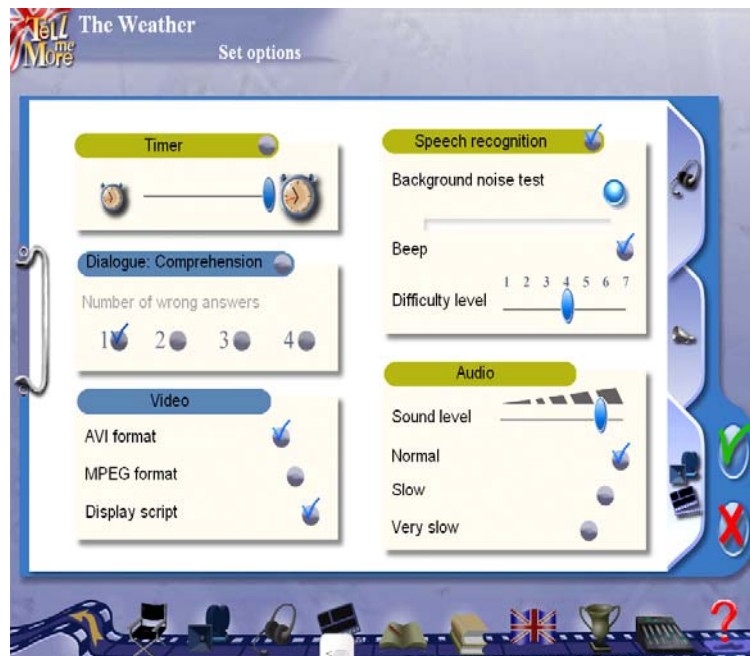 Tell
me
More
The Weather
Set options
Timer
Dialogue: Comprehension
Number of wrong answers
1 2 3 4
Video
AVI format
MPEG format
Display script
Speech recognition
Background noise test
Beep
1 2 3 4 5 6 7
Difficulty level
Audio
Sound level
Normal
Slow
Very slow
?